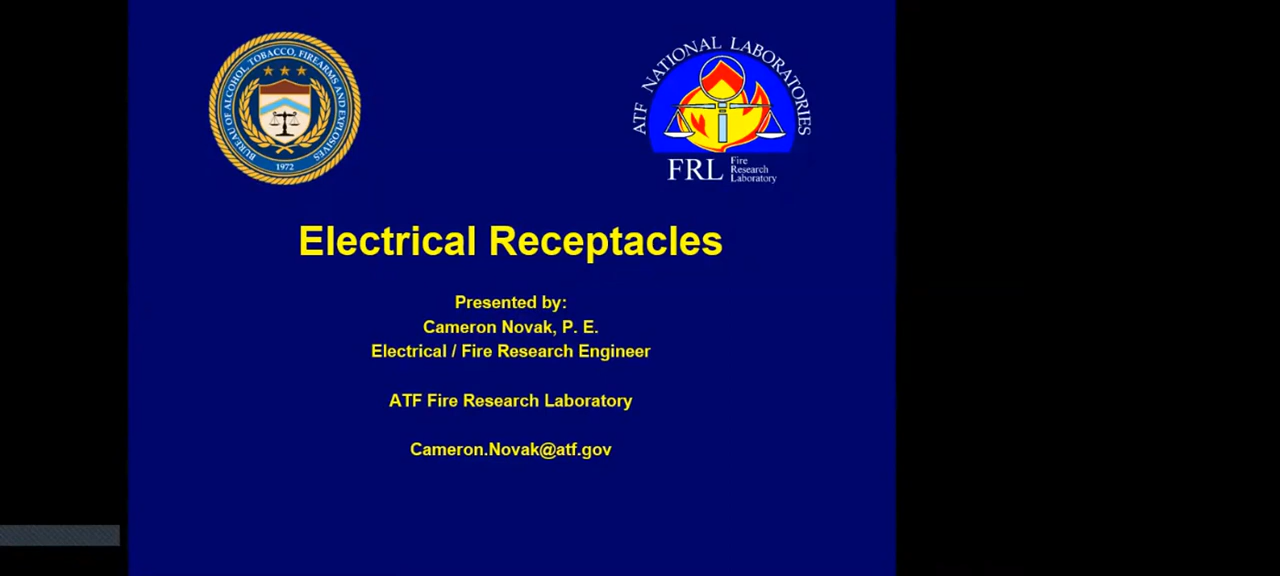 BUREAU OF ALCOHOL, TOBACCO, FIREARMS AND EXPLOSIVES
1972
ATF NATIONAL LABORATORIES
FRL Fire
Research
Laboratory
Electrical Receptacles
Presented by:
Cameron Novak, P. E.
Electrical / Fire Research Engineer
ATF Fire Research Laboratory
Cameron.Novak@atf.gov